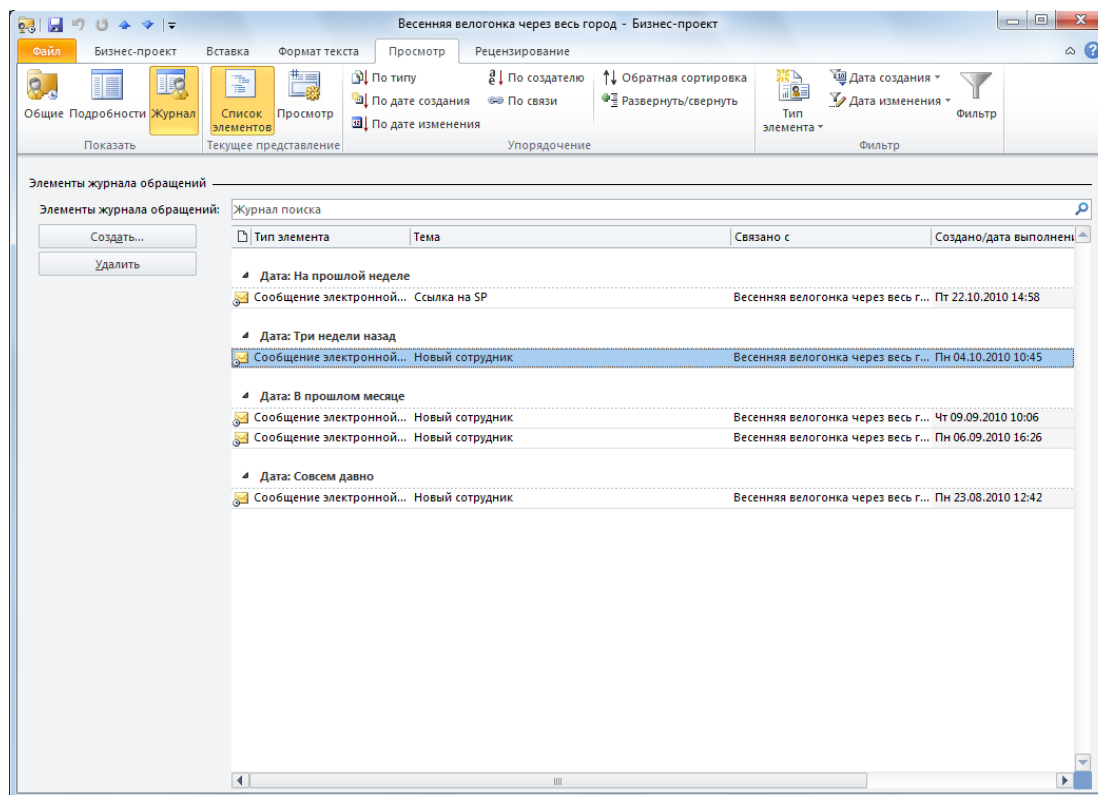 Весенняя велогонка через весь город - Бизнес-проект
Файл Бизнес-проект Вставка Формат текста Просмотр Рецензирование
Общие Подробности Журнал
Показать
Список элементов Просмотр
Текущее представление
По типу По создателю Обратная сортировка
По дате создания По связи Развернуть/свернуть
По дате изменения
Упорядочение
Тип элемента
Дата создания
Дата изменения
Фильтр
Фильтр
Элементы журнала обращений
Элементы журнала обращений: Журнал поиска
Создать...
Удалить
Тип элемента Тема Связано с Создано/дата выполнени
Дата: На прошлой неделе
Сообщение электронной... Ссылка на SP Весенняя велогонка через весь г... Пт 22.10.2010 14:58
Дата: Три недели назад
Сообщение электронной... Новый сотрудник Весенняя велогонка через весь г... Пн 04.10.2010 10:45
Дата: В прошлом месяце
Сообщение электронной... Новый сотрудник Весенняя велогонка через весь г... Чт 09.09.2010 10:06
Сообщение электронной... Новый сотрудник Весенняя велогонка через весь г... Пн 06.09.2010 16:26
Дата: Совсем давно
Сообщение электронной... Новый сотрудник Весенняя велогонка через весь г... Пн 23.08.2010 12:42